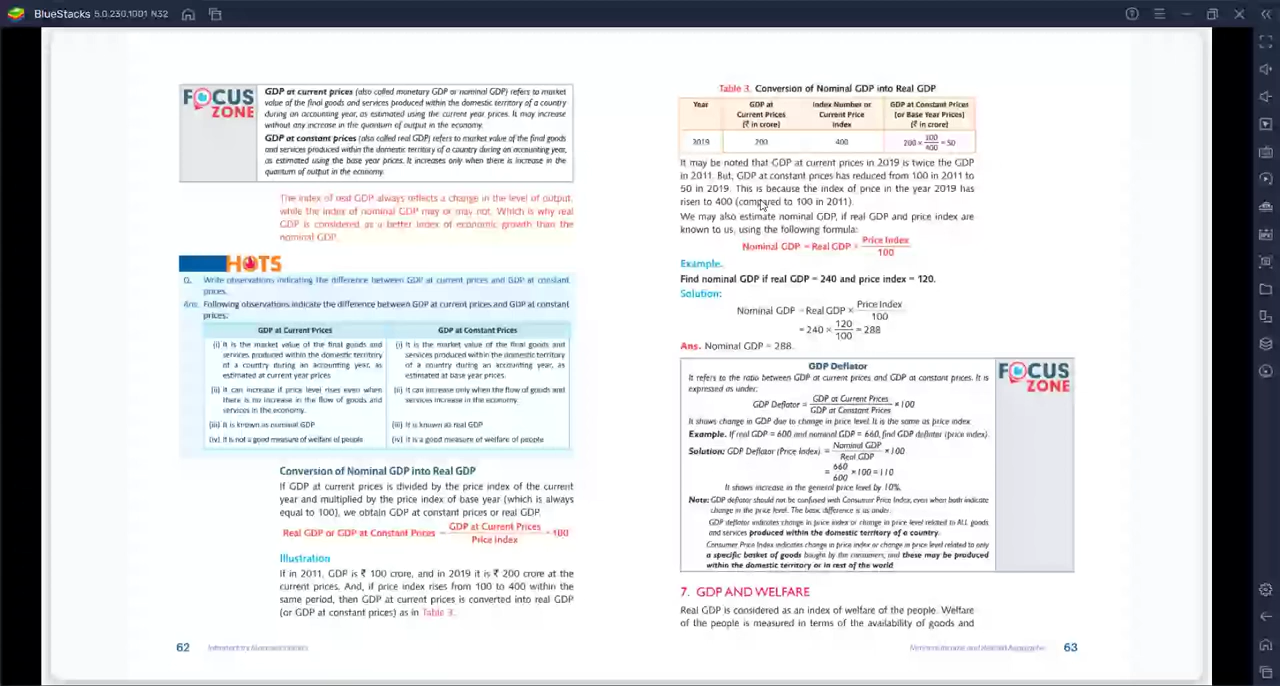 BlueStacks 5.0.230.1001 N32
FOCUS
ZONE
GDP at current prices (also called monetary GDP or nominal GDP) refers to market
value of the final goods and services produced within the domestic territory of a country
during an accounting year, as estimated using the current year prices. It may increase
without any increase in the quantum of output in the economy.
GDP at constant prices (also called real GDP) refers to market value of the final goods
and services produced within the domestic territory of a country during an accounting year,
as estimated using the base year prices. It increases only when there is increase in the
quantum of output in the economy.
The index of real GDP always reflects a change in the level of output,
while the index of nominal GDP may or may not. Which is why real
GDP is considered as a better index of economic growth than the
nominal GDP.
HOTS
Q. Write observations indicating the difference between GDP at current prices and GDP at constant
prices.
Ans. Following observations indicate the difference between GDP at current prices and GDP at constant
prices:
GDP at Current Prices
(i) It is the market value of the final goods and
services produced within the domestic territory
of a country during an accounting year, as
estimated at current year prices
(ii) It can increase if price level rises even when
there is no increase in the flow of goods and
services in the economy.
(iii) It is known as nominal GDP
(iv) It is not a good measure of welfare of people
GDP at Constant Prices
(i) It is the market value of the final goods and
services produced within the domestic territory
of a country during an accounting year, as
estimated at base year prices.
(ii) It can increase only when the flow of goods and
services increase in the economy.
(iii) It is known as real GDP
(iv) It is a good measure of welfare of people
Conversion of Nominal GDP into Real GDP
If GDP at current prices is divided by the price index of the current
year and multiplied by the price index of base year (which is always
equal to 100), we obtain GDP at constant prices or real GDP.
Real GDP or GDP at Constant Prices = GDP at Current Prices / Price Index × 100
Illustration
If in 2011, GDP is ₹ 100 crore, and in 2019 it is ₹ 200 crore at the
current prices. And, if price index rises from 100 to 400 within the
same period, then GDP at current prices is converted into real GDP
(or GDP at constant prices) as in Table 3.
62 Introductory Macroeconomics
Table 3. Conversion of Nominal GDP into Real GDP
Year
GDP at
Current Prices
(₹ in crore)
Index Number or
Current Price
Index
GDP at Constant Prices
(or Base Year Prices)
(₹ in crore)
2019 200 400 200 × 100/400 = 50
It may be noted that GDP at current prices in 2019 is twice the GDP
in 2011. But, GDP at constant prices has reduced from 100 in 2011 to
50 in 2019. This is because the index of price in the year 2019 has
risen to 400 (compared to 100 in 2011).
We may also estimate nominal GDP, if real GDP and price index are
known to us, using the following formula:
Nominal GDP = Real GDP × Price Index / 100
Example.
Find nominal GDP if real GDP = 240 and price index = 120.
Solution:
Nominal GDP = Real GDP × Price Index / 100
= 240 × 120/100 = 288
Ans. Nominal GDP = 288.
GDP Deflator
It refers to the ratio between GDP at current prices and GDP at constant prices. It is
expressed as under:
GDP Deflator = GDP at Current Prices / GDP at Constant Prices × 100
It shows change in GDP due to change in price level. It is the same as price index
Example. If real GDP = 600 and nominal GDP = 660, find GDP deflator (price index).
Solution: GDP Deflator (Price Index) = Nominal GDP / Real GDP × 100
= 660/600 × 100 = 110
It shows increase in the general price level by 10%.
Note: GDP deflator should not be confused with Consumer Price Index, even when both indicate
change in the price level. The basic difference is as under:
GDP deflator indicates change in price index or change in price level related to ALL goods
and services produced within the domestic territory of a country.
Consumer Price Index indicates change in price index or change in price level related to only
a specific basket of goods bought by the consumers, and these may be produced
within the domestic territory or in rest of the world
FOCUS
ZONE
7. GDP AND WELFARE
Real GDP is considered as an index of welfare of the people. Welfare
of the people is measured in terms of the availability of goods and
National Income and Related Aggregates 63